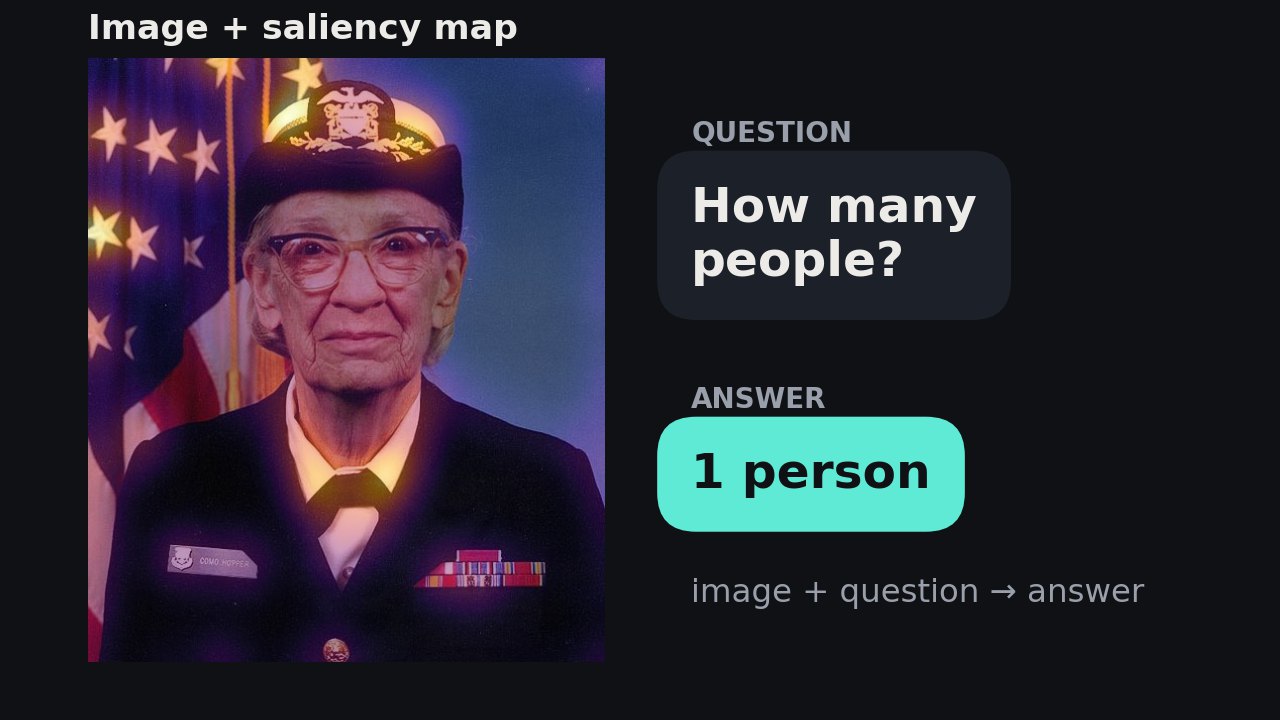 Image + saliency map
COMO HOPPER
QUESTION
How many
people?
ANSWER
1 person
image + question → answer